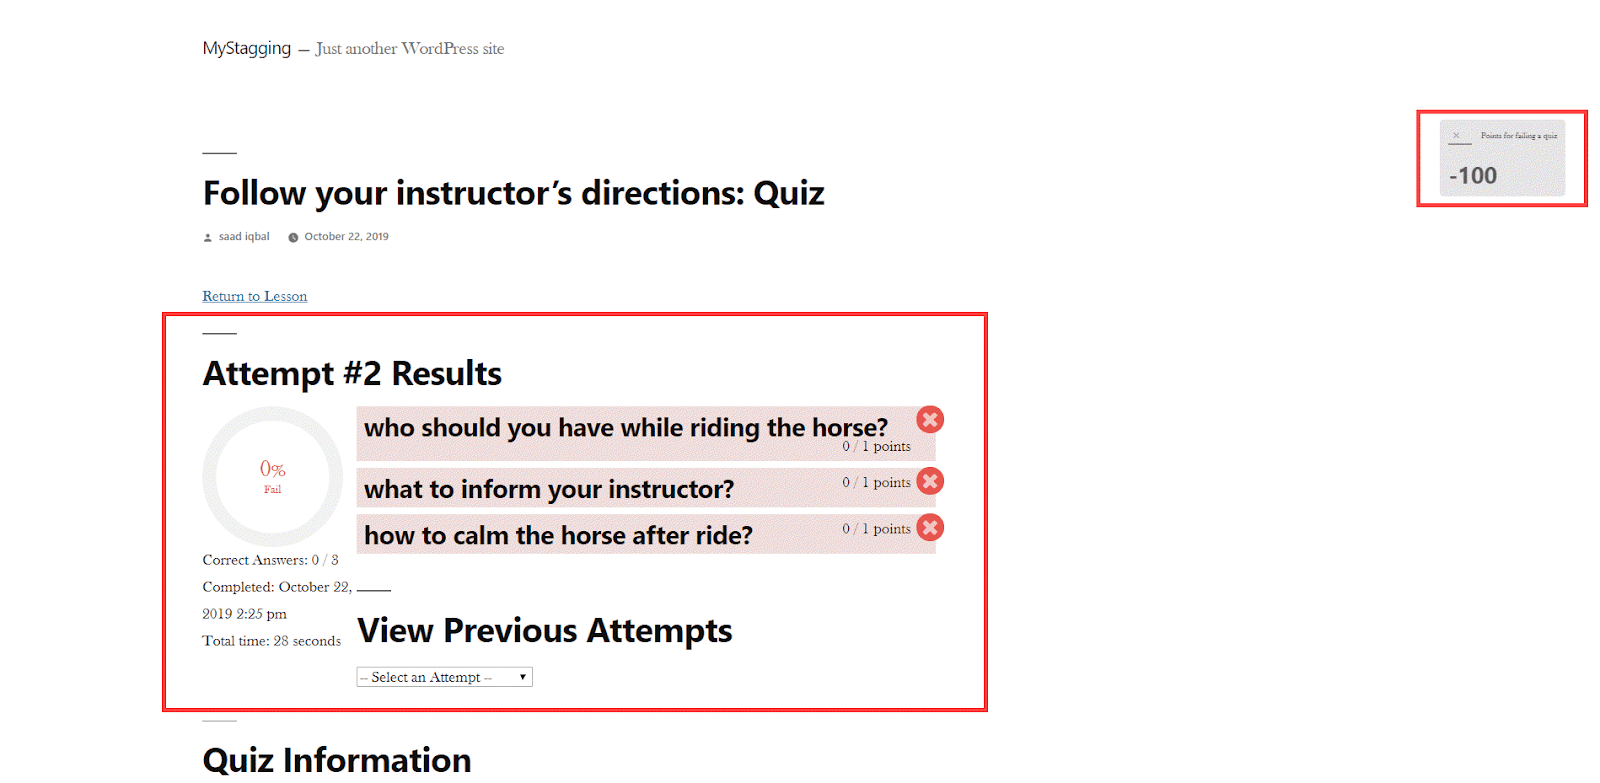 MyStagging — Just another WordPress site
× Points for failing a quiz
-100
Follow your instructor’s directions: Quiz
saad iqbal October 22, 2019
Return to Lesson
Attempt #2 Results
0%
Fail
Correct Answers: 0 / 3
Completed: October 22,
2019 2:25 pm
Total time: 28 seconds
who should you have while riding the horse?
0 / 1 points
what to inform your instructor? 0 / 1 points
how to calm the horse after ride? 0 / 1 points
View Previous Attempts
-- Select an Attempt --
Quiz Information